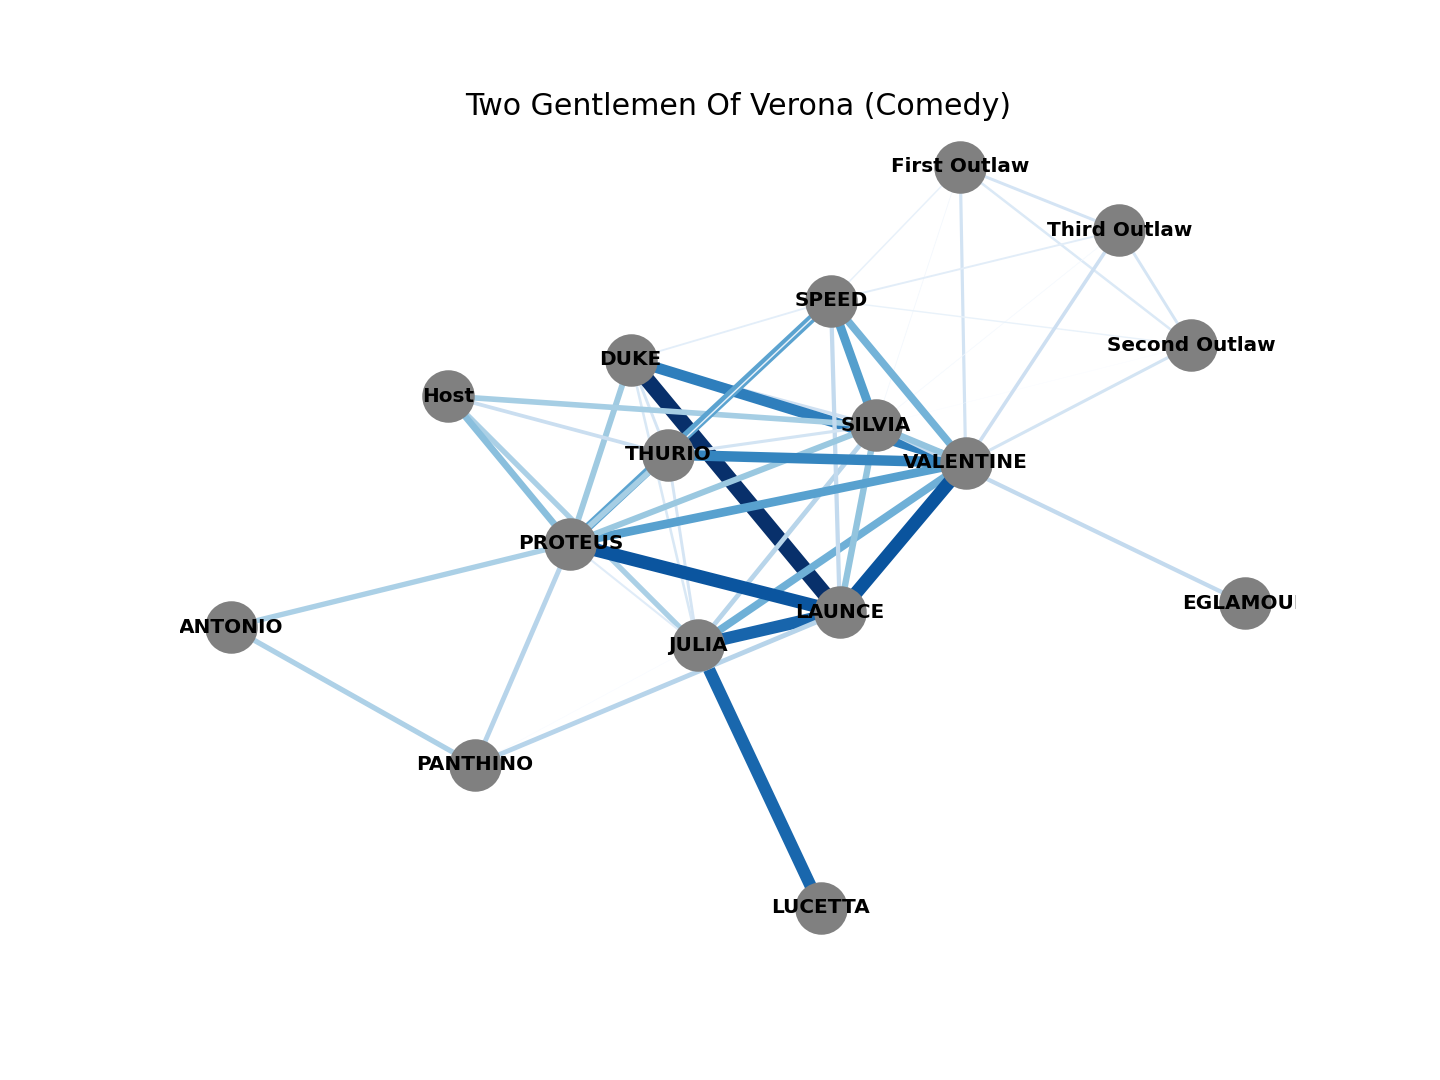 Two Gentlemen Of Verona (Comedy)
First Outlaw
Third Outlaw
SPEED
Second Outlaw
DUKE
Host
SILVIA
THURIO
VALENTINE
PROTEUS
EGLAMOU
LAUNCE
ANTONIO
JULIA
PANTHINO
LUCETTA